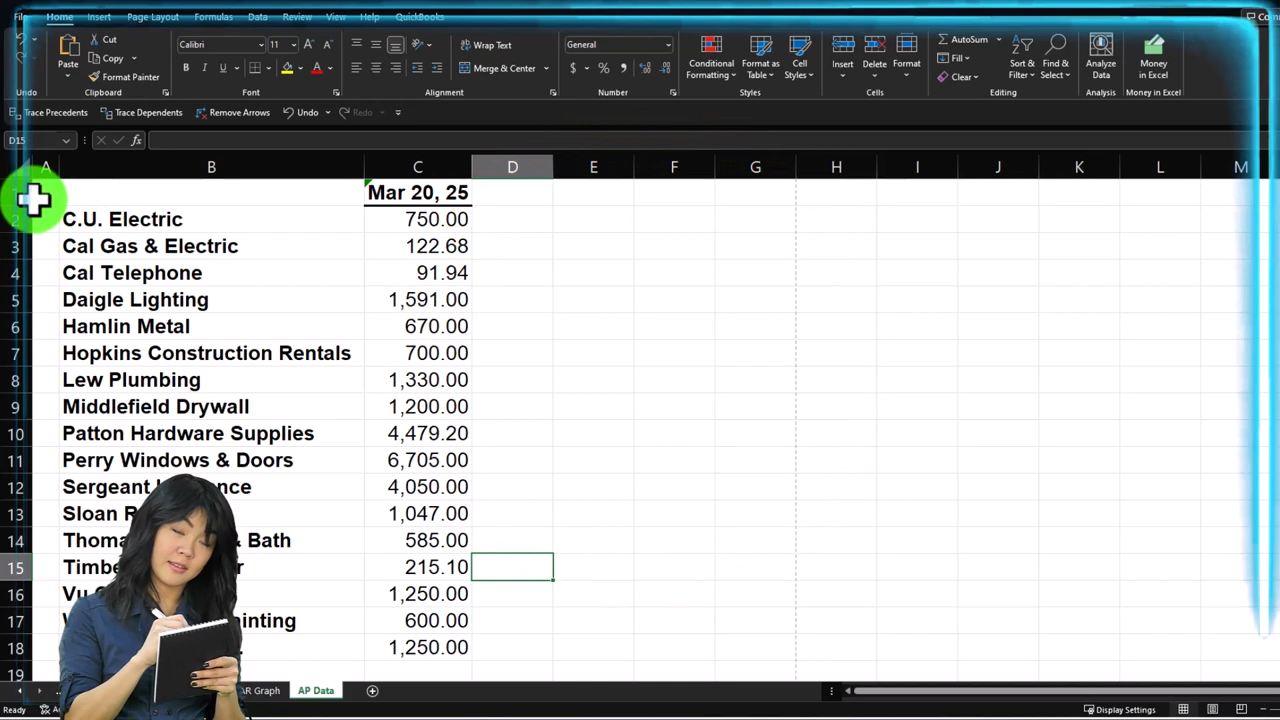 File Home Insert Page Layout Formulas Data Review View Help QuickBooks
Cut Calibri 11 Wrap Text General AutoSum
Paste Copy Conditional Format as Cell Insert Delete Format Fill Sort & Find & Analyze Money
Format Painter Merge & Center Formatting Table Styles Clear Filter Select Data in Excel
Undo Clipboard Font Alignment Number Styles Cells Editing Analysis Money in Excel
Trace Precedents Trace Dependents Remove Arrows Undo Redo
D15 fx
A B C D E F G H I J K L M
Mar 20, 25
2 C.U. Electric 750.00
3 Cal Gas & Electric 122.68
4 Cal Telephone 91.94
5 Daigle Lighting 1,591.00
6 Hamlin Metal 670.00
7 Hopkins Construction Rentals 700.00
8 Lew Plumbing 1,330.00
9 Middlefield Drywall 1,200.00
10 Patton Hardware Supplies 4,479.20
11 Perry Windows & Doors 6,705.00
12 Sergeant 4,050.00
13 Sloan 1,047.00
14 & Bath 585.00
15 215.10
16 Vu 1,250.00
17 600.00
18 1,250.00
19
... AR Graph AP Data
Ready Display Settings